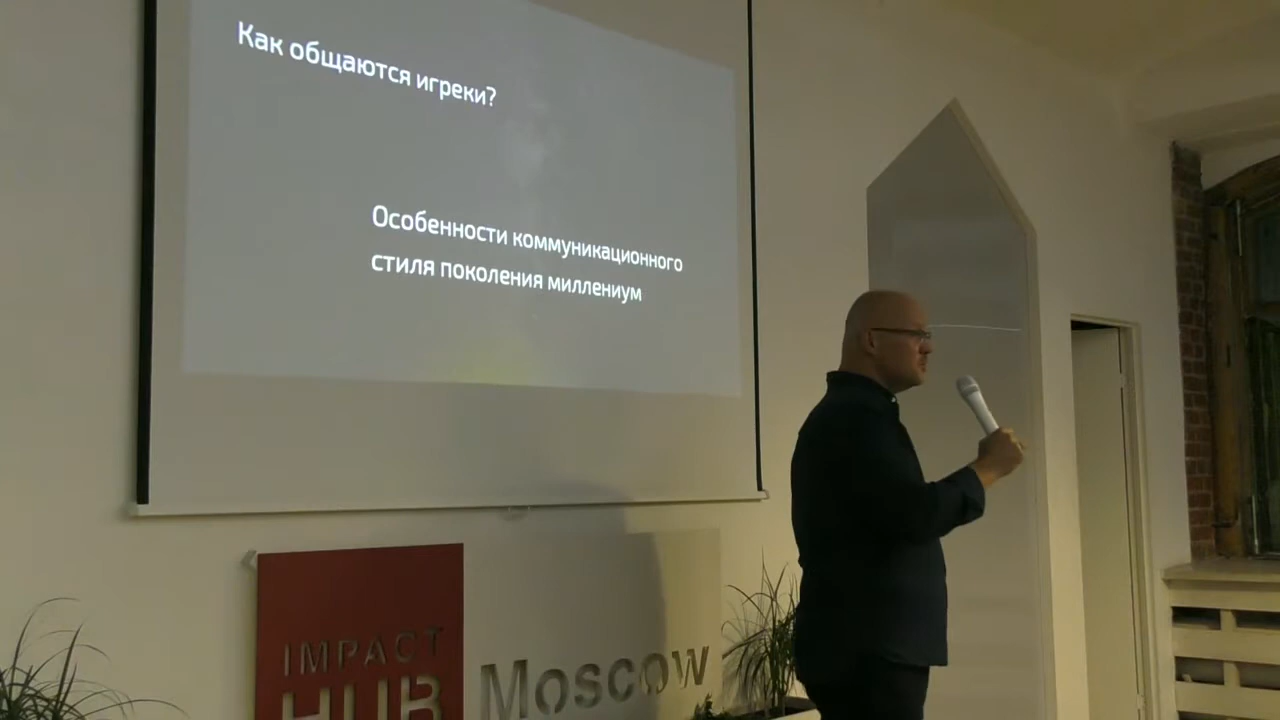 Как общаются игреки?
Особенности коммуникационного
стиля поколения миллениум
IMPACT
HUB
Moscow